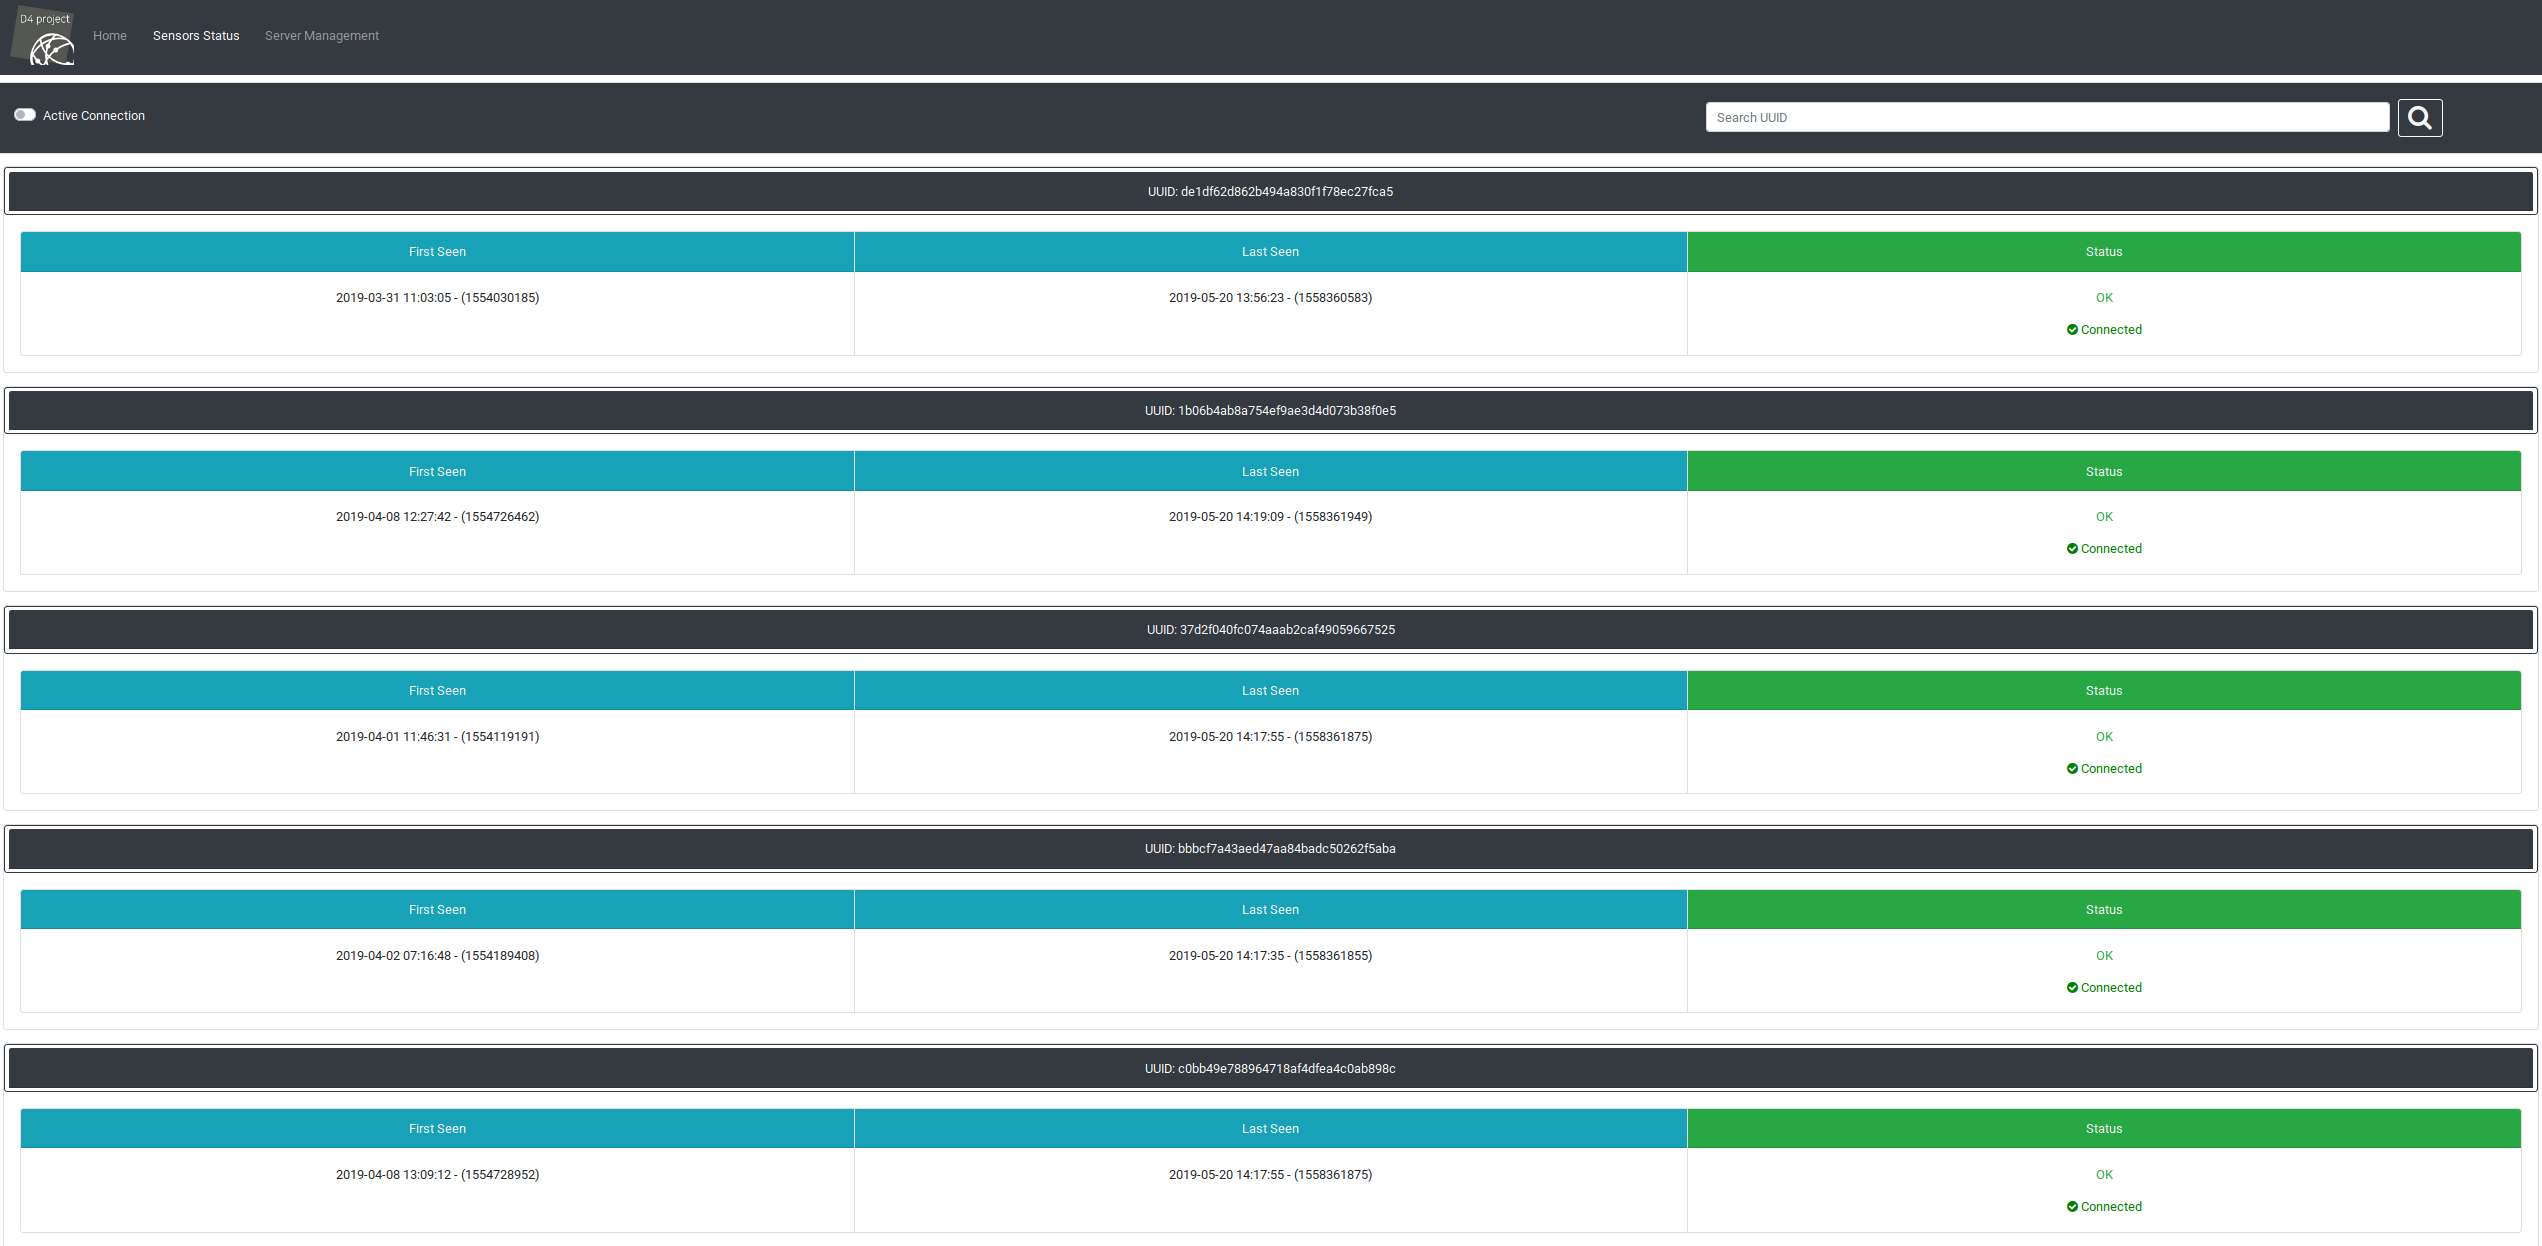 D4 project
Home Sensors Status Server Management
Active Connection Search UUID
UUID: de1df62d862b494a830f1f78ec27fca5
First Seen Last Seen Status
2019-03-31 11:03:05 - (1554030185) 2019-05-20 13:56:23 - (1558360583) OK
Connected
UUID: 1b06b4ab8a754ef9ae3d4d073b38f0e5
First Seen Last Seen Status
2019-04-08 12:27:42 - (1554726462) 2019-05-20 14:19:09 - (1558361949) OK
Connected
UUID: 37d2f040fc074aaab2caf49059667525
First Seen Last Seen Status
2019-04-01 11:46:31 - (1554119191) 2019-05-20 14:17:55 - (1558361875) OK
Connected
UUID: bbbcf7a43aed47aa84badc50262f5aba
First Seen Last Seen Status
2019-04-02 07:16:48 - (1554189408) 2019-05-20 14:17:35 - (1558361855) OK
Connected
UUID: c0bb49e788964718af4dfea4c0ab898c
First Seen Last Seen Status
2019-04-08 13:09:12 - (1554728952) 2019-05-20 14:17:55 - (1558361875) OK
Connected